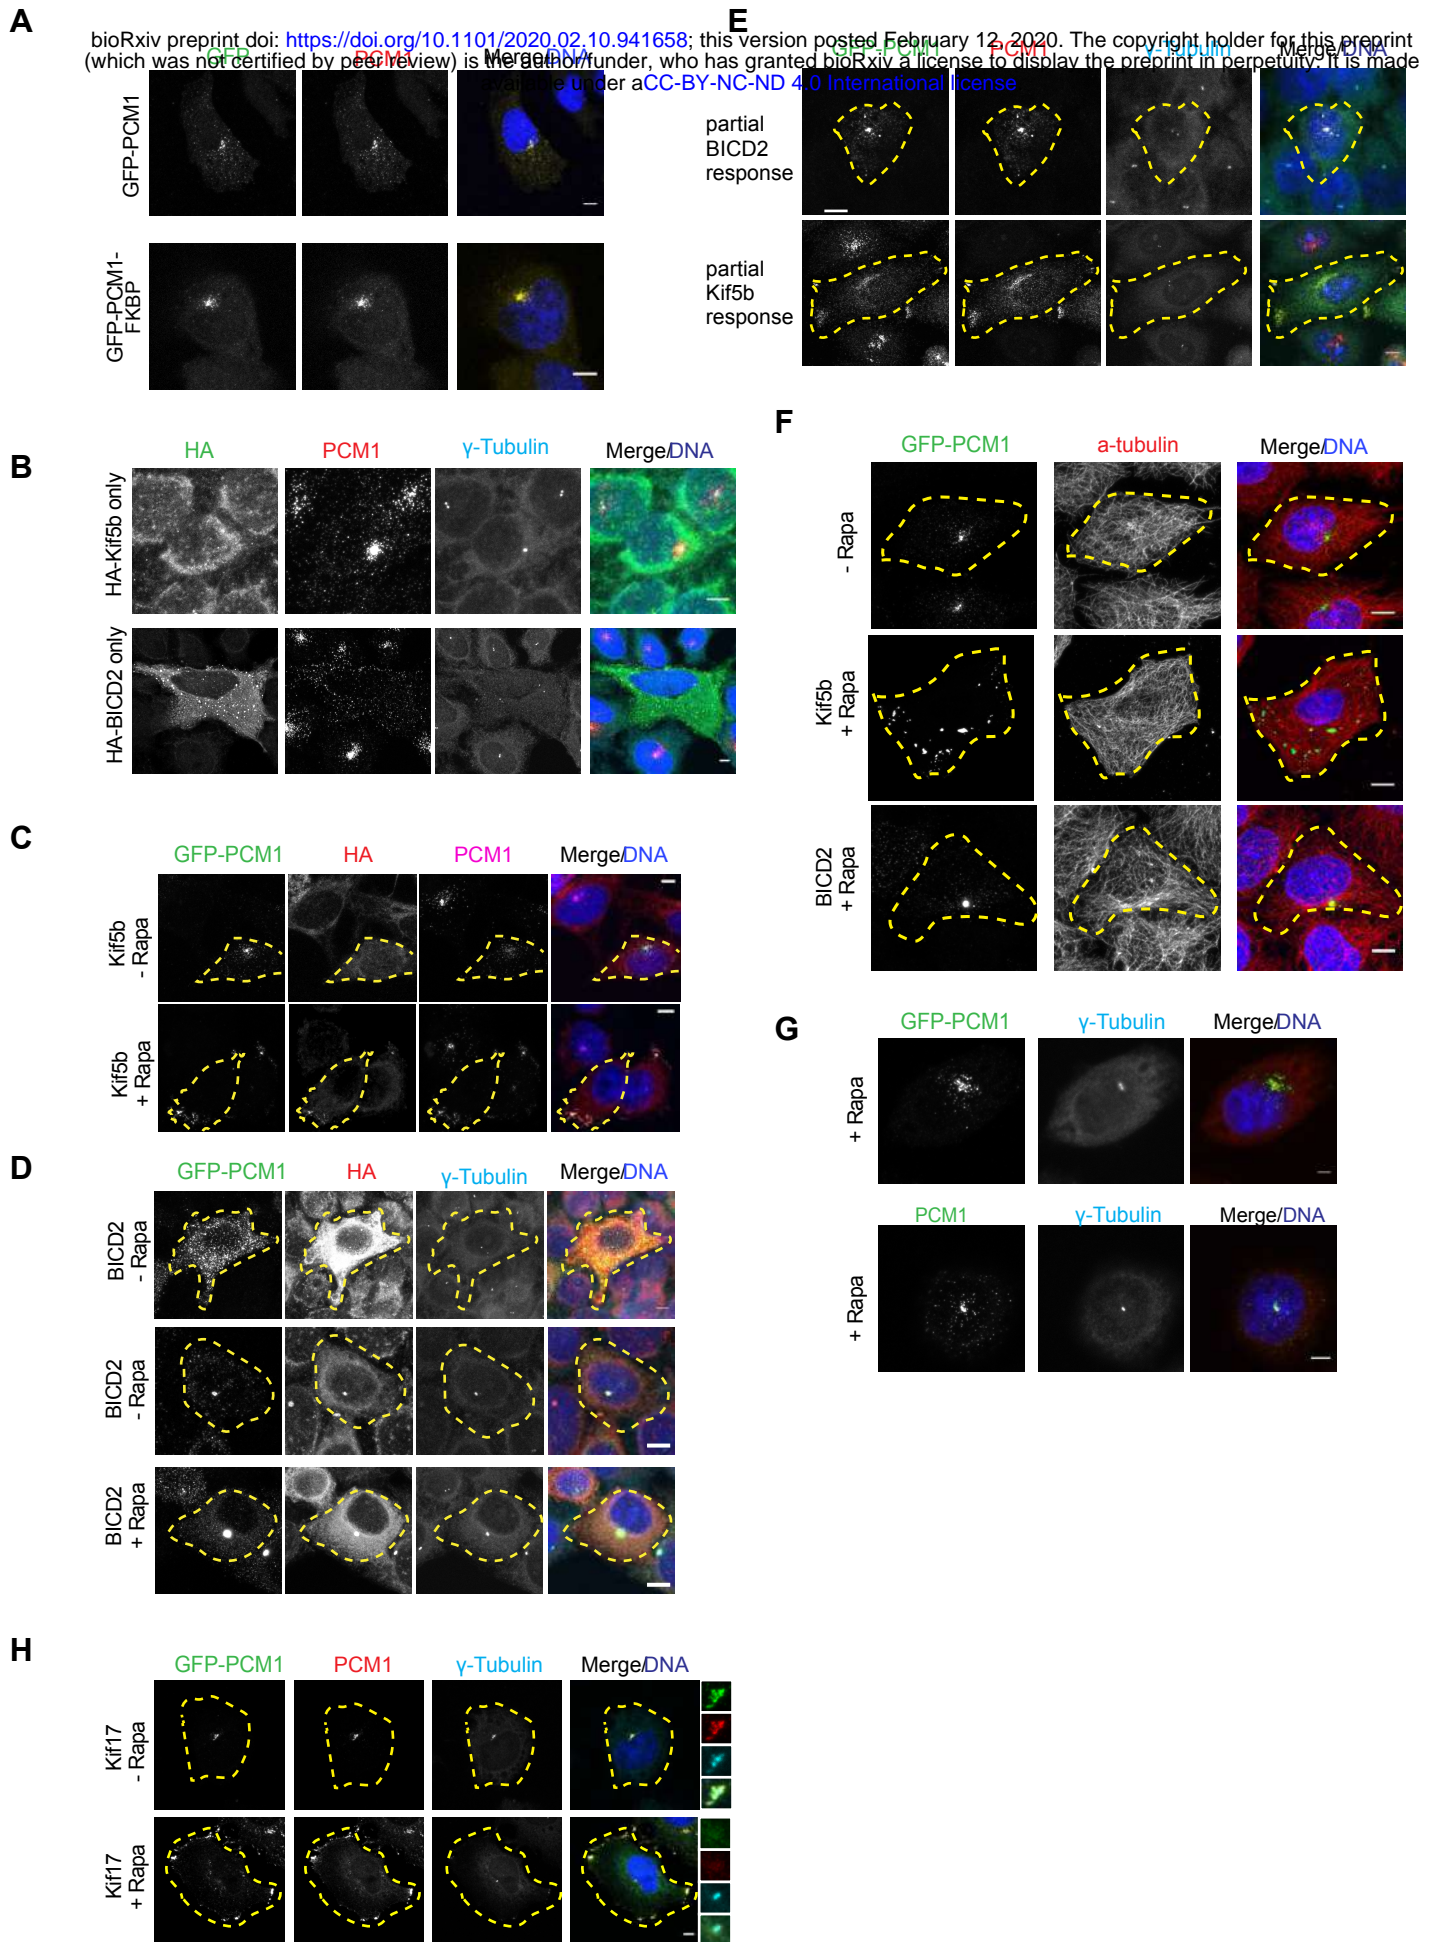 A
E
bioRxiv preprint doi: https://doi.org/10.1101/2020.02.10.941658; this version posted February 12, 2020. The copyright holder for this preprint
(which was not certified by peer review) is the author/funder, who has granted bioRxiv a license to display the preprint in perpetuity. It is made
available under aCC-BY-NC-ND 4.0 International license
GFP PCM1 Merge/DNA
GFP-PCM1
GFP-PCM1-
FKBP
GFP-PCM1 PCM1 γ-Tubulin Merge/DNA
partial
BICD2
response
partial
Kif5b
response
B
HA PCM1 γ-Tubulin Merge/DNA
HA-Kif5b only
HA-BICD2 only
F
GFP-PCM1 a-tubulin Merge/DNA
- Rapa
Kif5b
+ Rapa
BICD2
+ Rapa
C
GFP-PCM1 HA PCM1 Merge/DNA
Kif5b
- Rapa
Kif5b
+ Rapa
G
GFP-PCM1 γ-Tubulin Merge/DNA
+ Rapa
PCM1 γ-Tubulin Merge/DNA
+ Rapa
D
GFP-PCM1 HA γ-Tubulin Merge/DNA
BICD2
- Rapa
BICD2
- Rapa
BICD2
+ Rapa
H
GFP-PCM1 PCM1 γ-Tubulin Merge/DNA
Kif17
- Rapa
Kif17
+ Rapa